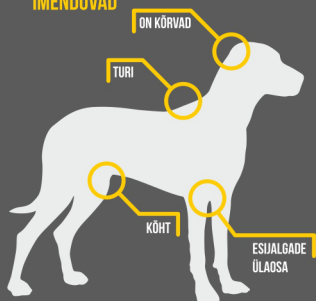 IMENDUVAD
ON KÕRVAD
TURI
KÕHT
ESIJALGADE
ÜLAOSA